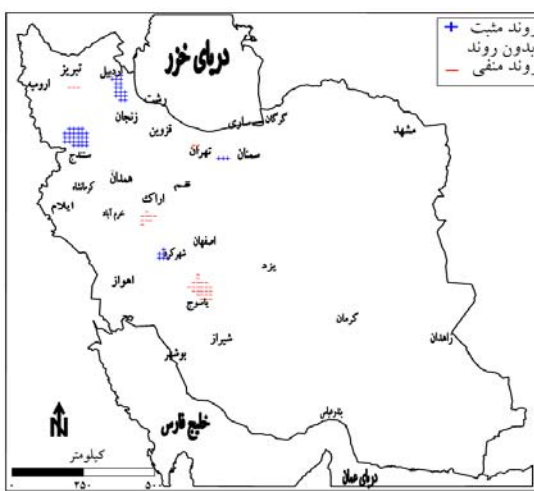 روند مثبت
بدون روند
روند منفی
دریای خزر
تبریز
اردبیل
ارومیه
رشت
زنجان
قزوین
ساری
گرگان
مشهد
تهران
سمنان
سنندج
همدان
قم
کرمانشاه
اراک
ایلام
خرم آباد
اصفهان
شهرکرد
یزد
اهواز
یاسوج
کرمان
زاهدان
شیراز
بوشهر
بندرعباس
خلیج فارس
دریای عمان
N
کیلومتر
۰ ۲۵۰ ۵۰۰